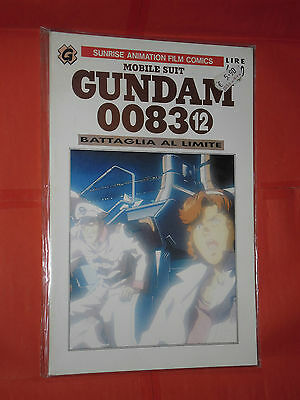 G
SUNRISE ANIMATION FILM COMICS
LIRE
MOBILE SUIT
GUNDAM
0083 12
BATTAGLIA AL LIMITE